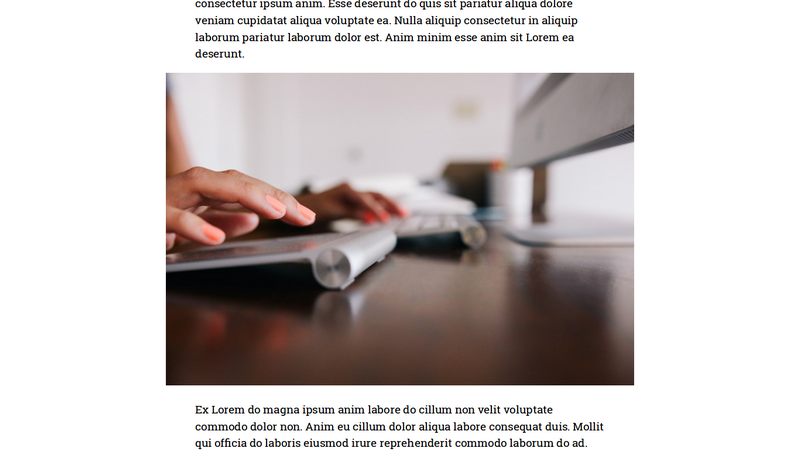 consectetur ipsum anim. Esse deserunt do quis sit pariatur aliqua dolore
veniam cupidatat aliqua voluptate ea. Nulla aliquip consectetur in aliquip
laborum pariatur laborum dolor est. Anim minim esse anim sit Lorem ea
deserunt.
Ex Lorem do magna ipsum anim labore do cillum non velit voluptate
commodo dolor non. Anim eu cillum dolor aliqua labore consequat duis. Mollit
qui officia do laboris eiusmod irure reprehenderit commodo laborum do ad.